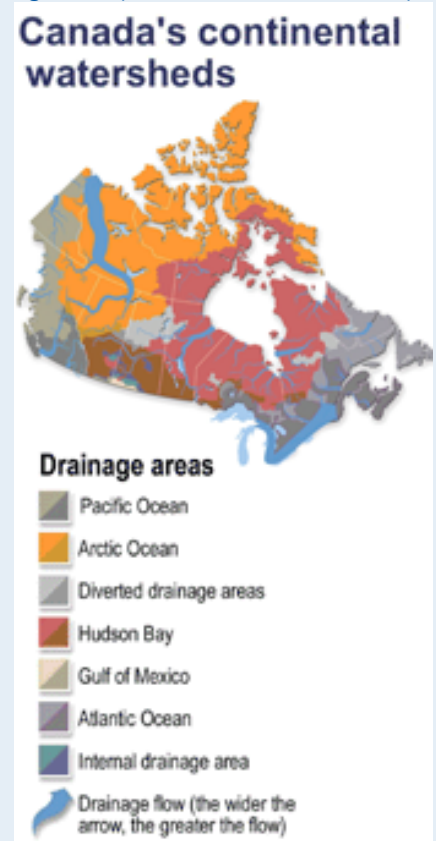 Canada's continental
watersheds
Drainage areas
Pacific Ocean
Arctic Ocean
Diverted drainage areas
Hudson Bay
Gulf of Mexico
Atlantic Ocean
Internal drainage area
Drainage flow (the wider the
arrow, the greater the flow)